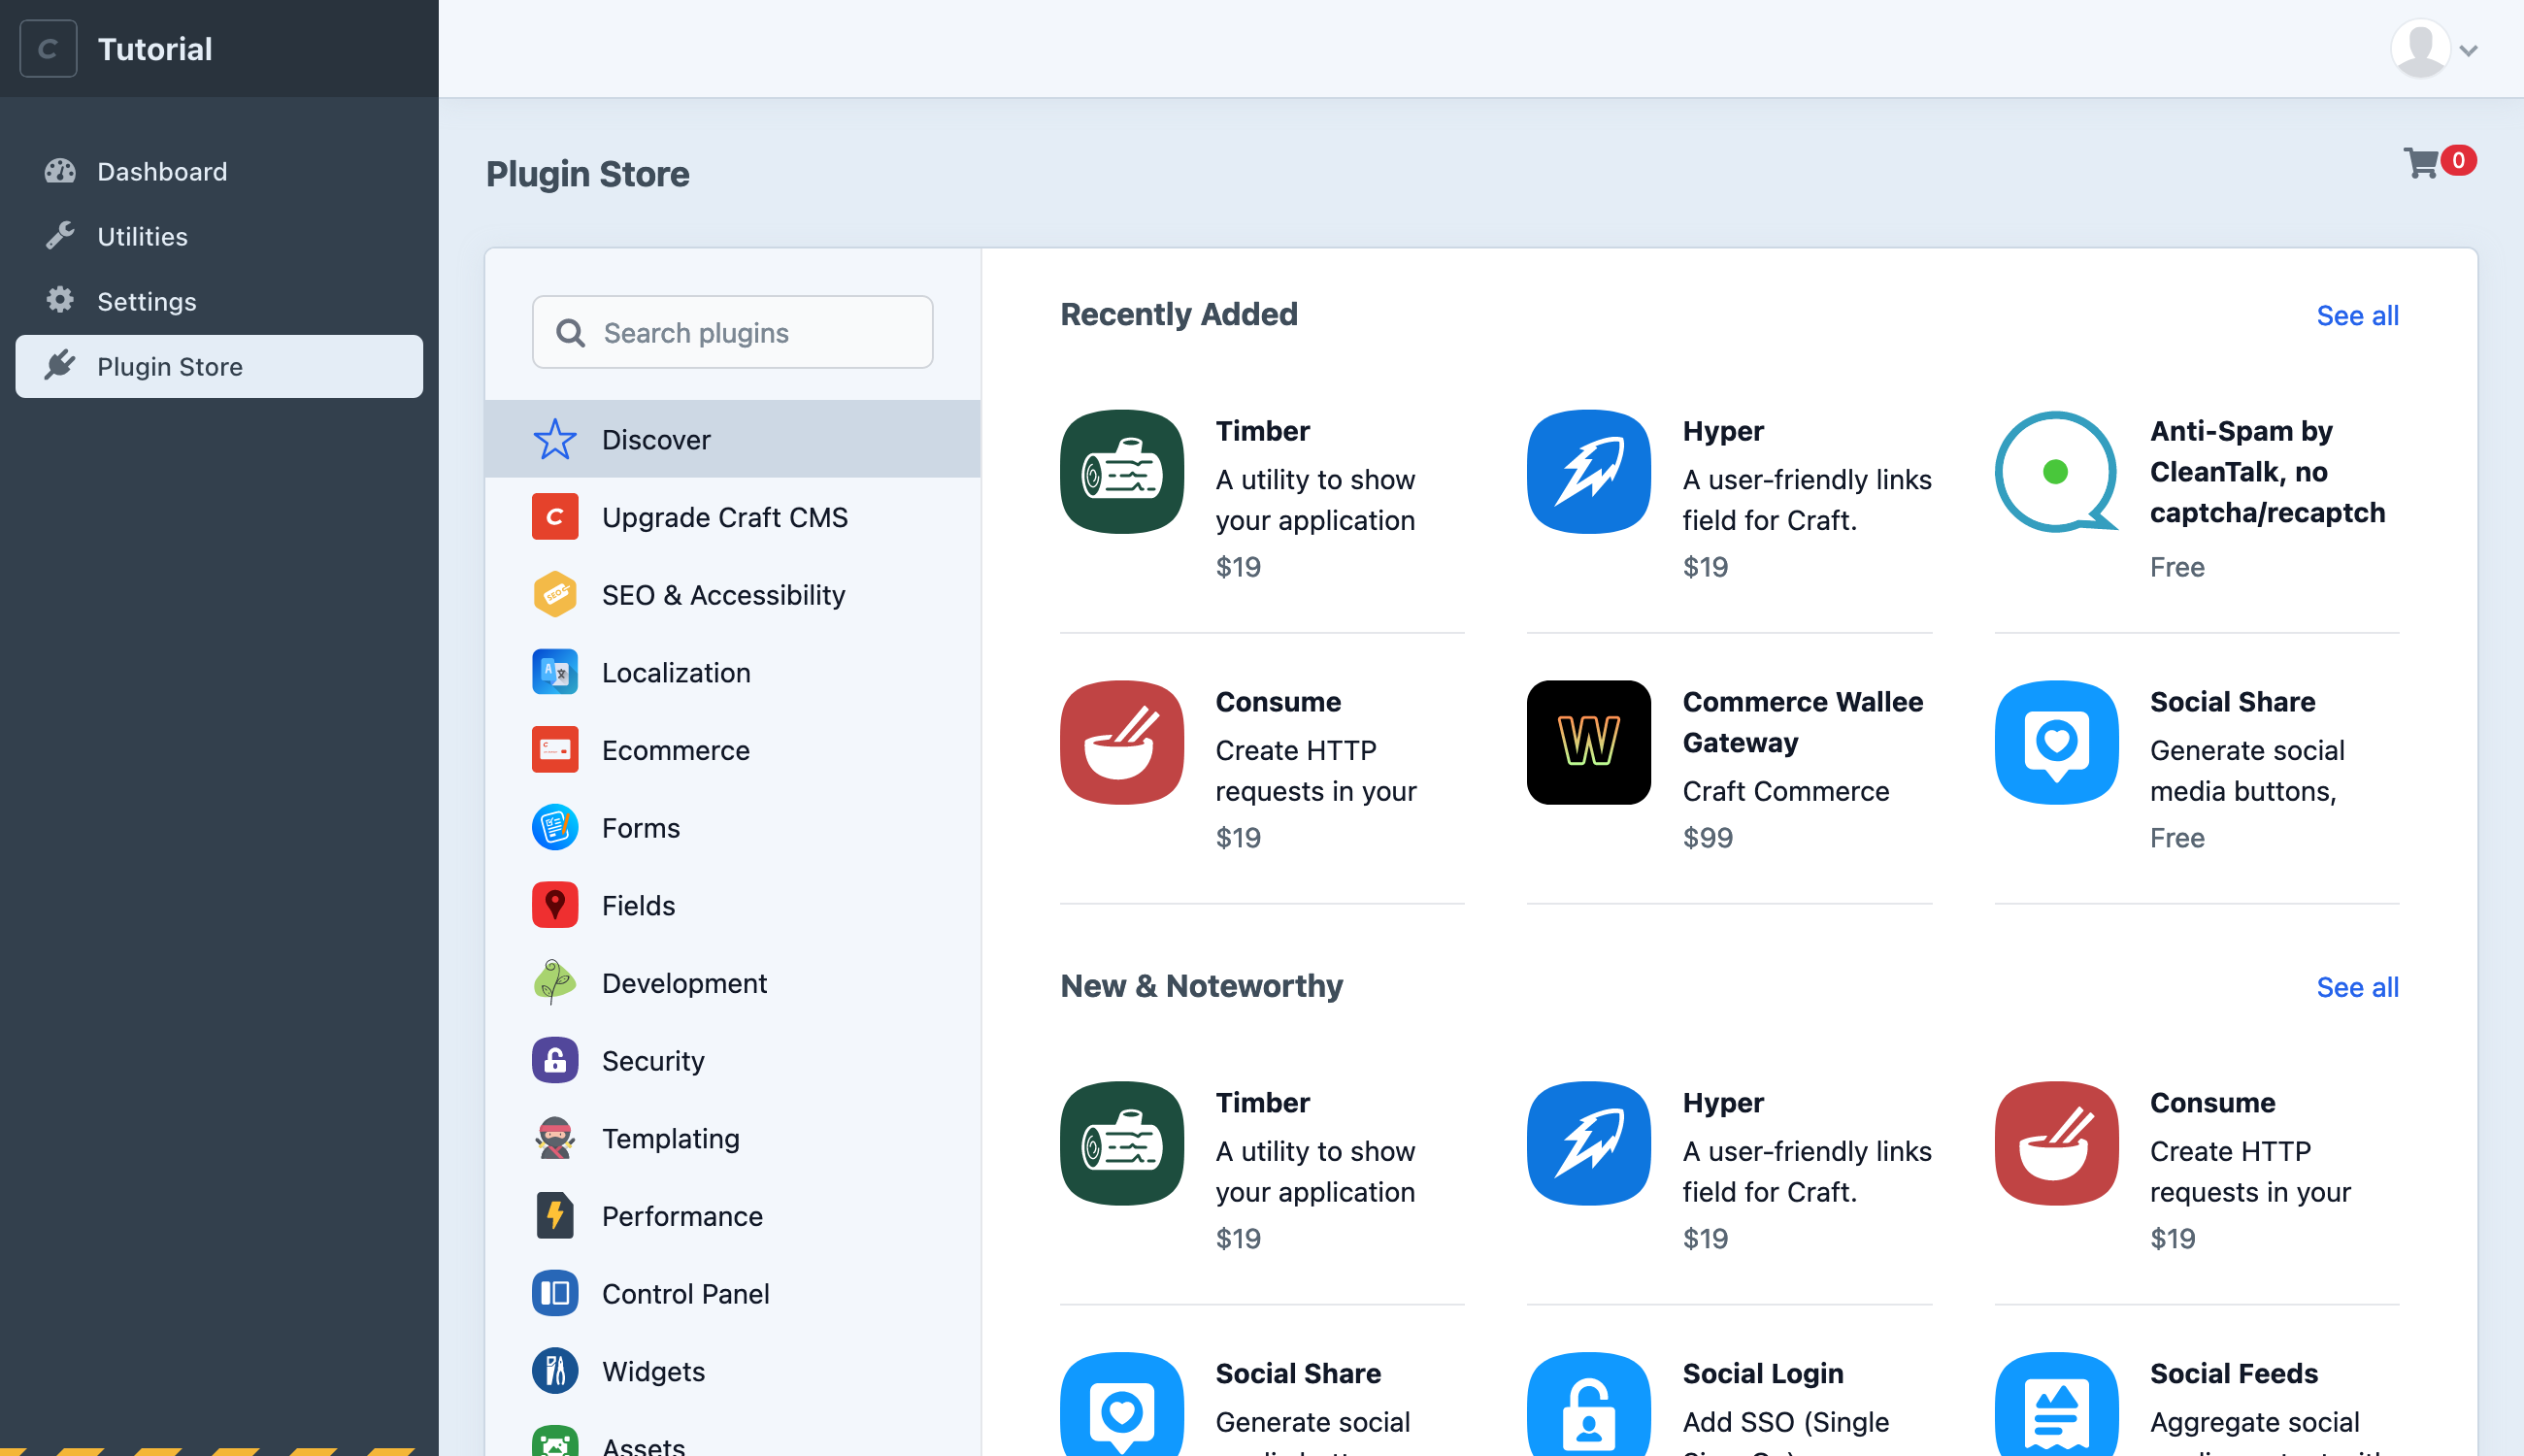 Tutorial
Dashboard
Utilities
Settings
Plugin Store
Plugin Store
0
Search plugins
Discover
Upgrade Craft CMS
SEO & Accessibility
Localization
Ecommerce
Forms
Fields
Development
Security
Templating
Performance
Control Panel
Widgets
Assets
Recently Added
See all
Timber
A utility to show
your application
$19
Hyper
A user-friendly links
field for Craft.
$19
Anti-Spam by
CleanTalk, no
captcha/recaptch
Free
Consume
Create HTTP
requests in your
$19
Commerce Wallee
Gateway
Craft Commerce
$99
Social Share
Generate social
media buttons,
Free
New & Noteworthy
See all
Timber
A utility to show
your application
$19
Hyper
A user-friendly links
field for Craft.
$19
Consume
Create HTTP
requests in your
$19
Social Share
Generate social
Social Login
Add SSO (Single
Social Feeds
Aggregate social